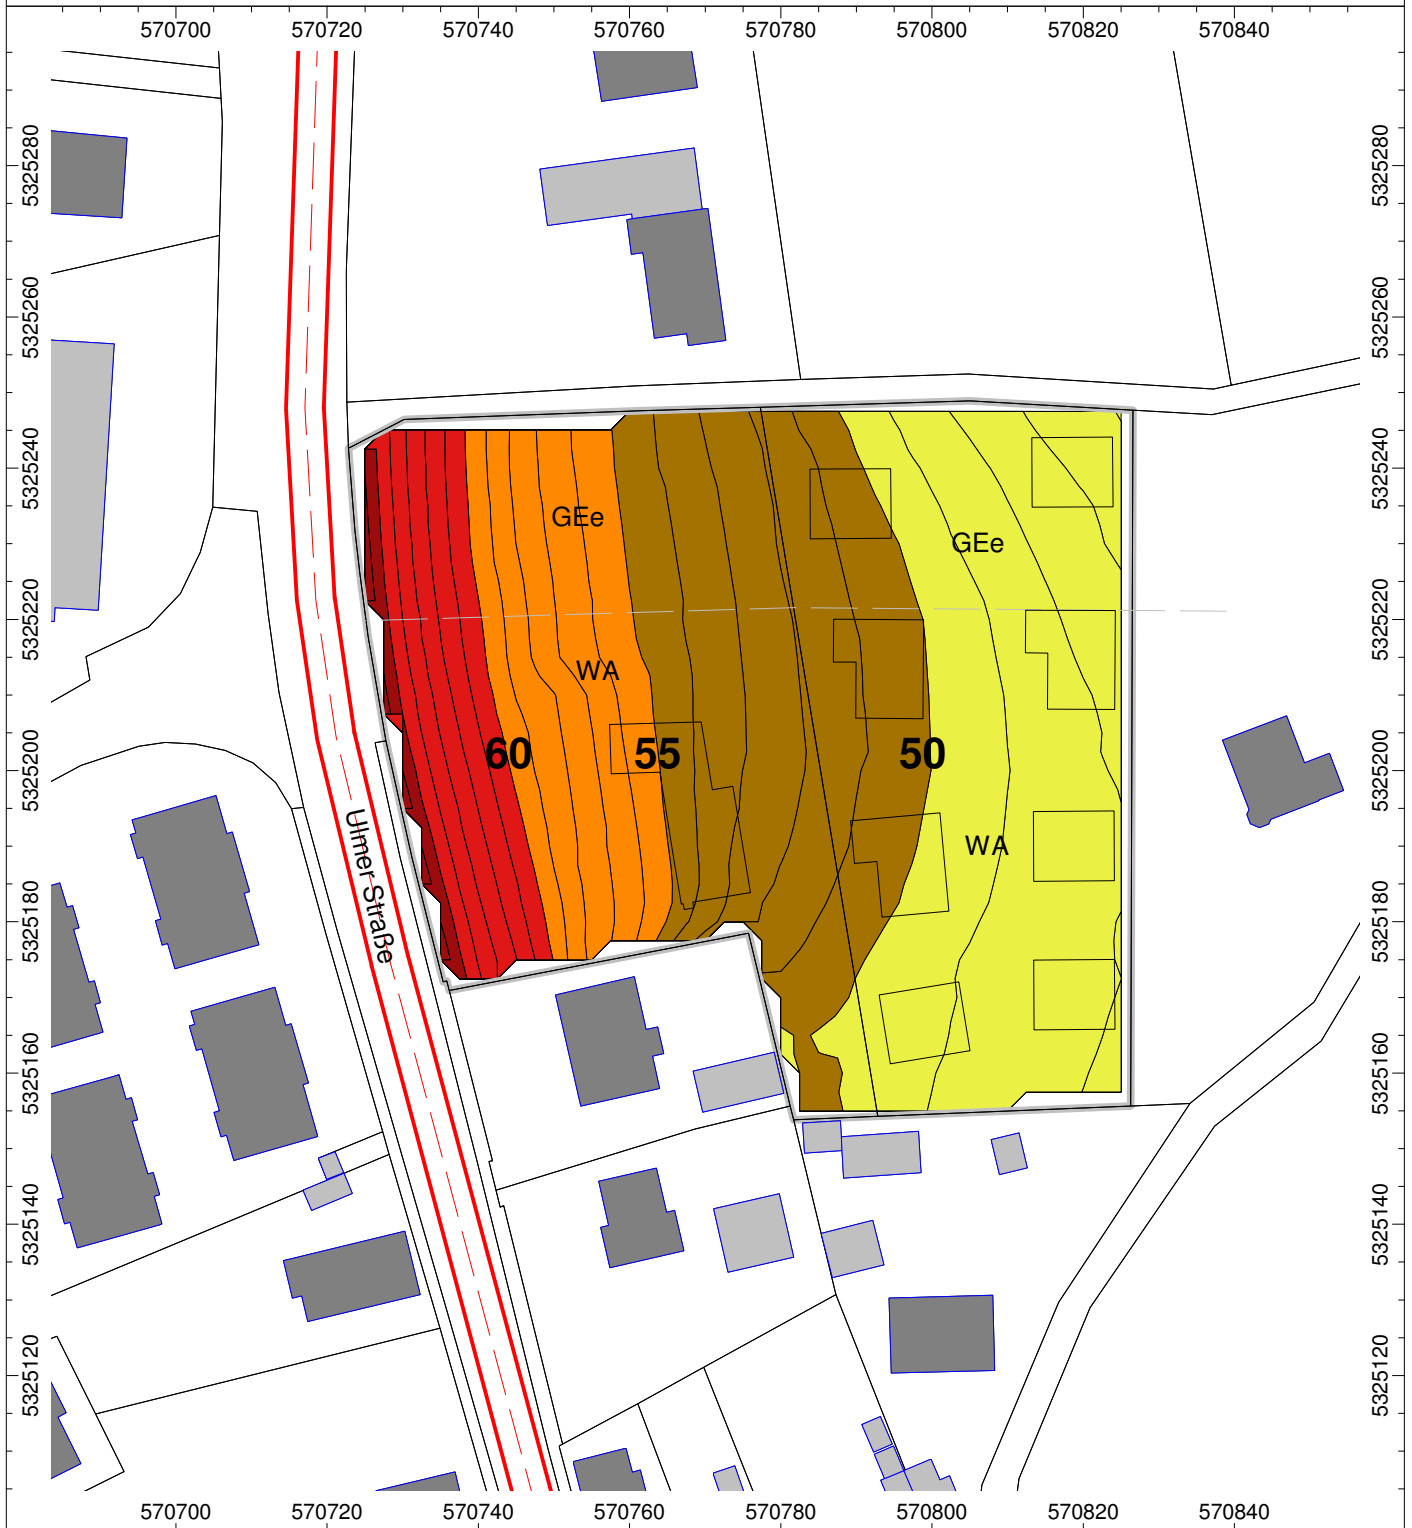 570700 570720 570740 570760 570780 570800 570820 570840
5325280 5325280
5325260 5325260
5325240 5325240
GEe
GEe
5325220 5325220
WA
60 55 50
5325200 5325200
Ulmer Straße
WA
5325180 5325180
5325160 5325160
5325140 5325140
5325120 5325120
570700 570720 570740 570760 570780 570800 570820 570840